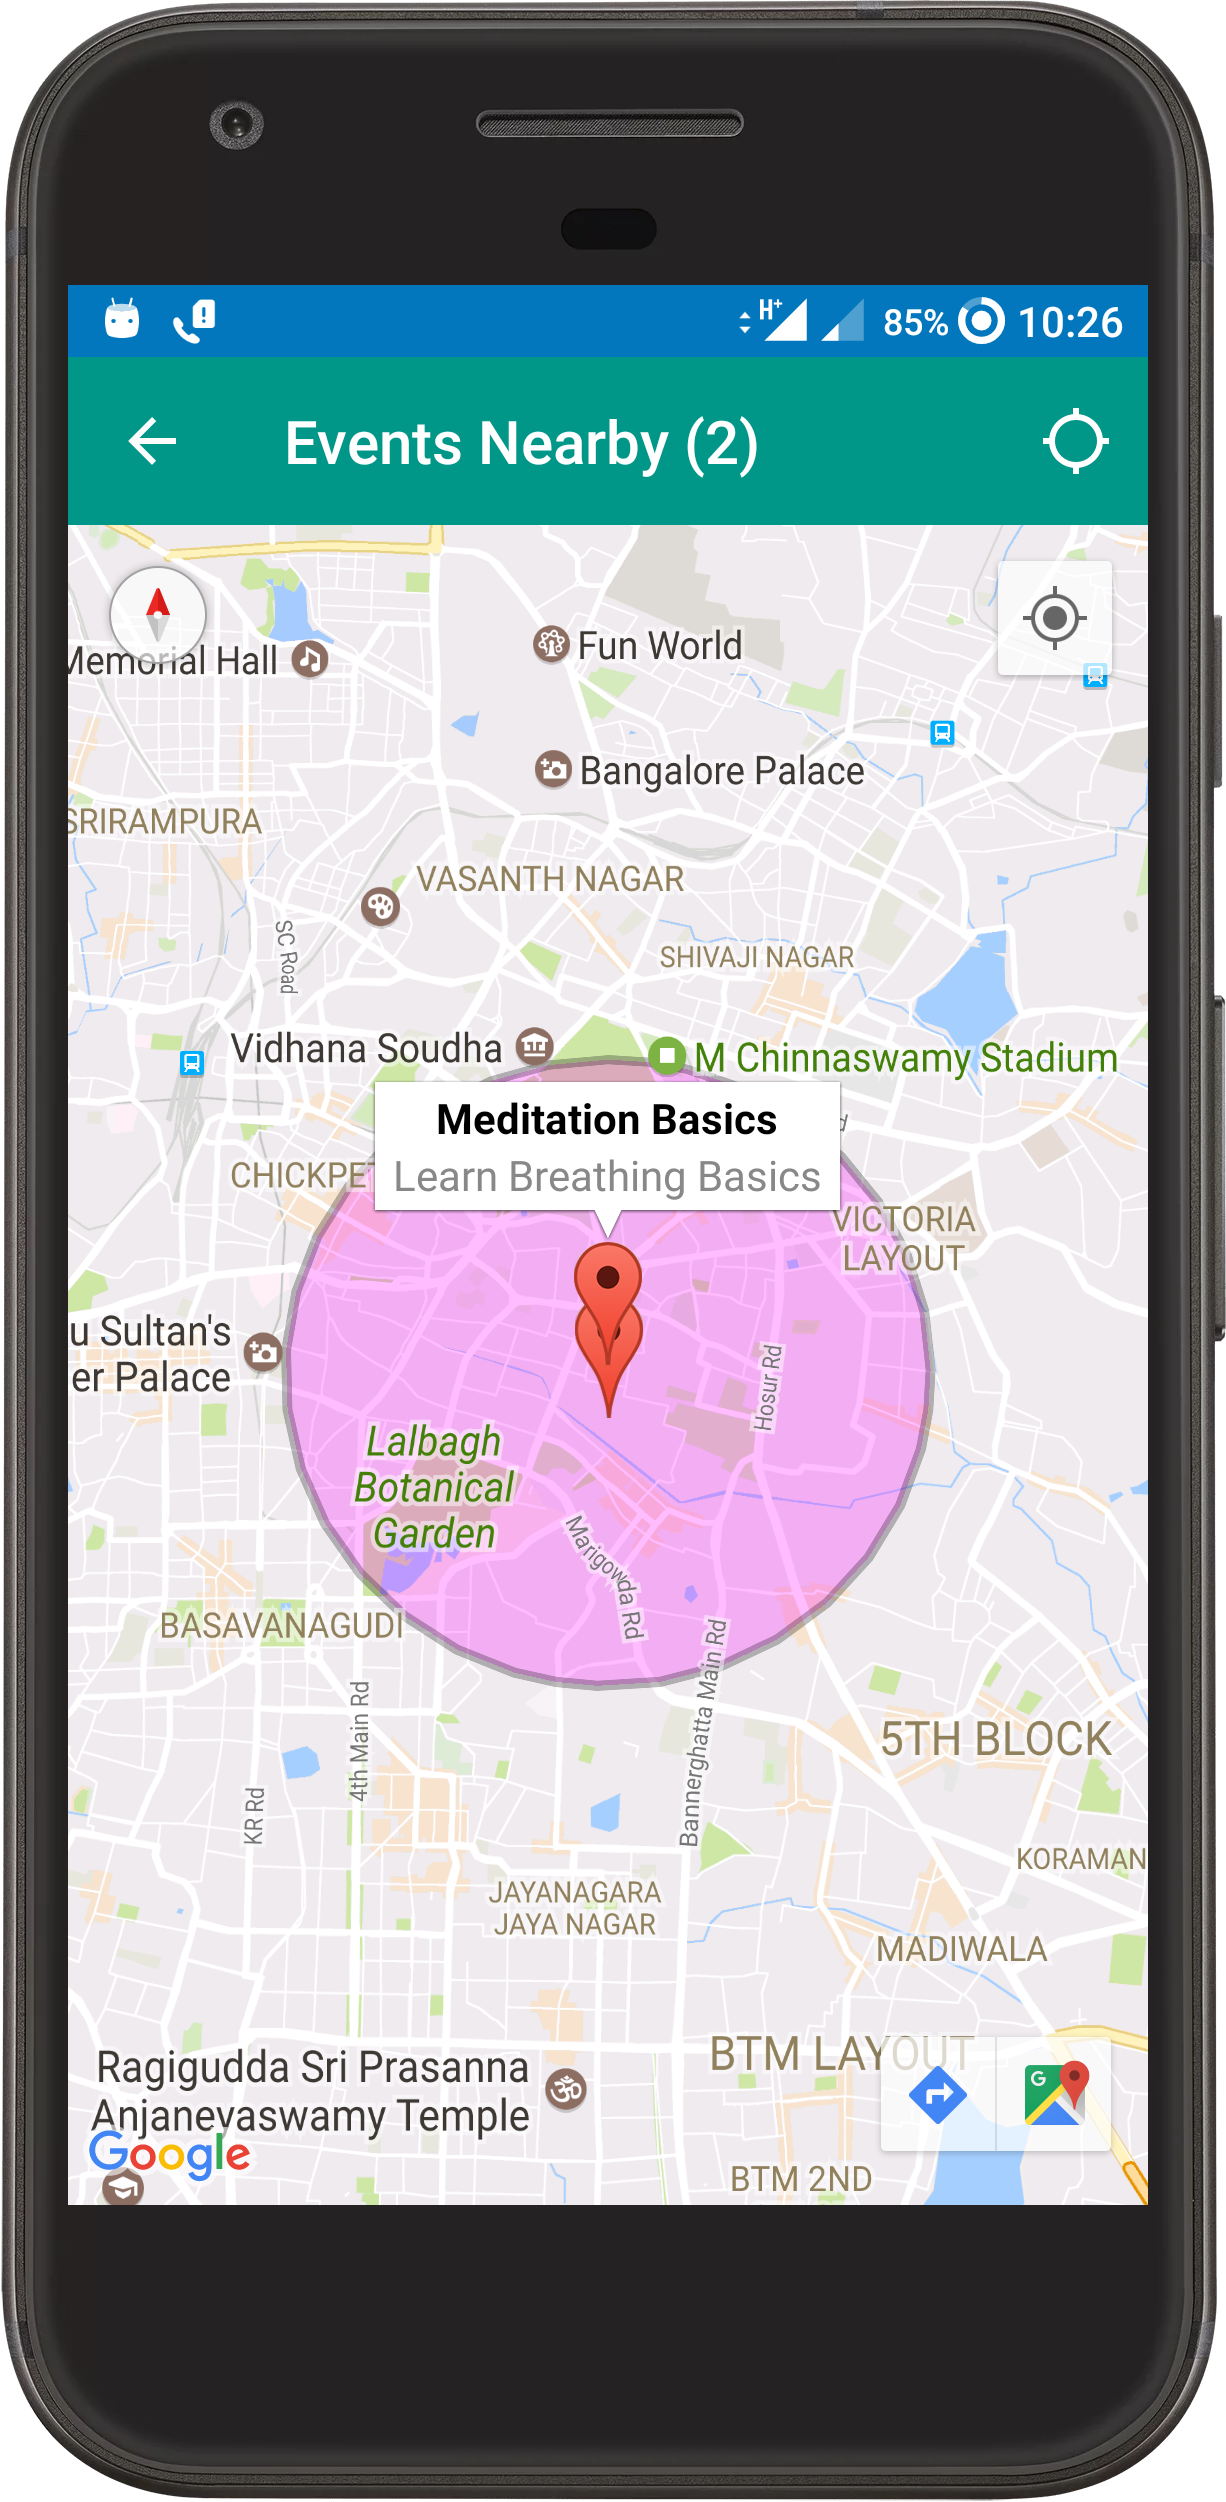 H+ 85% 10:26
Events Nearby (2)
Memorial Hall
Fun World
Bangalore Palace
SRIRAMPURA
VASANTH NAGAR
SC Road
SHIVAJI NAGAR
Vidhana Soudha
M Chinnaswamy Stadium
Meditation Basics
Learn Breathing Basics
CHICKPET
VICTORIA
LAYOUT
u Sultan's
er Palace
Hosur Rd
Lalbagh
Botanical
Garden
Marigowda Rd
BASAVANAGUDI
Bannerghatta Main Rd
4th Main Rd
5TH BLOCK
KR Rd
KORAMAN
JAYANAGARA
JAYA NAGAR
MADIWALA
BTM LAYOUT
Ragigudda Sri Prasanna
Anjaneyaswamy Temple
G
Google
BTM 2ND